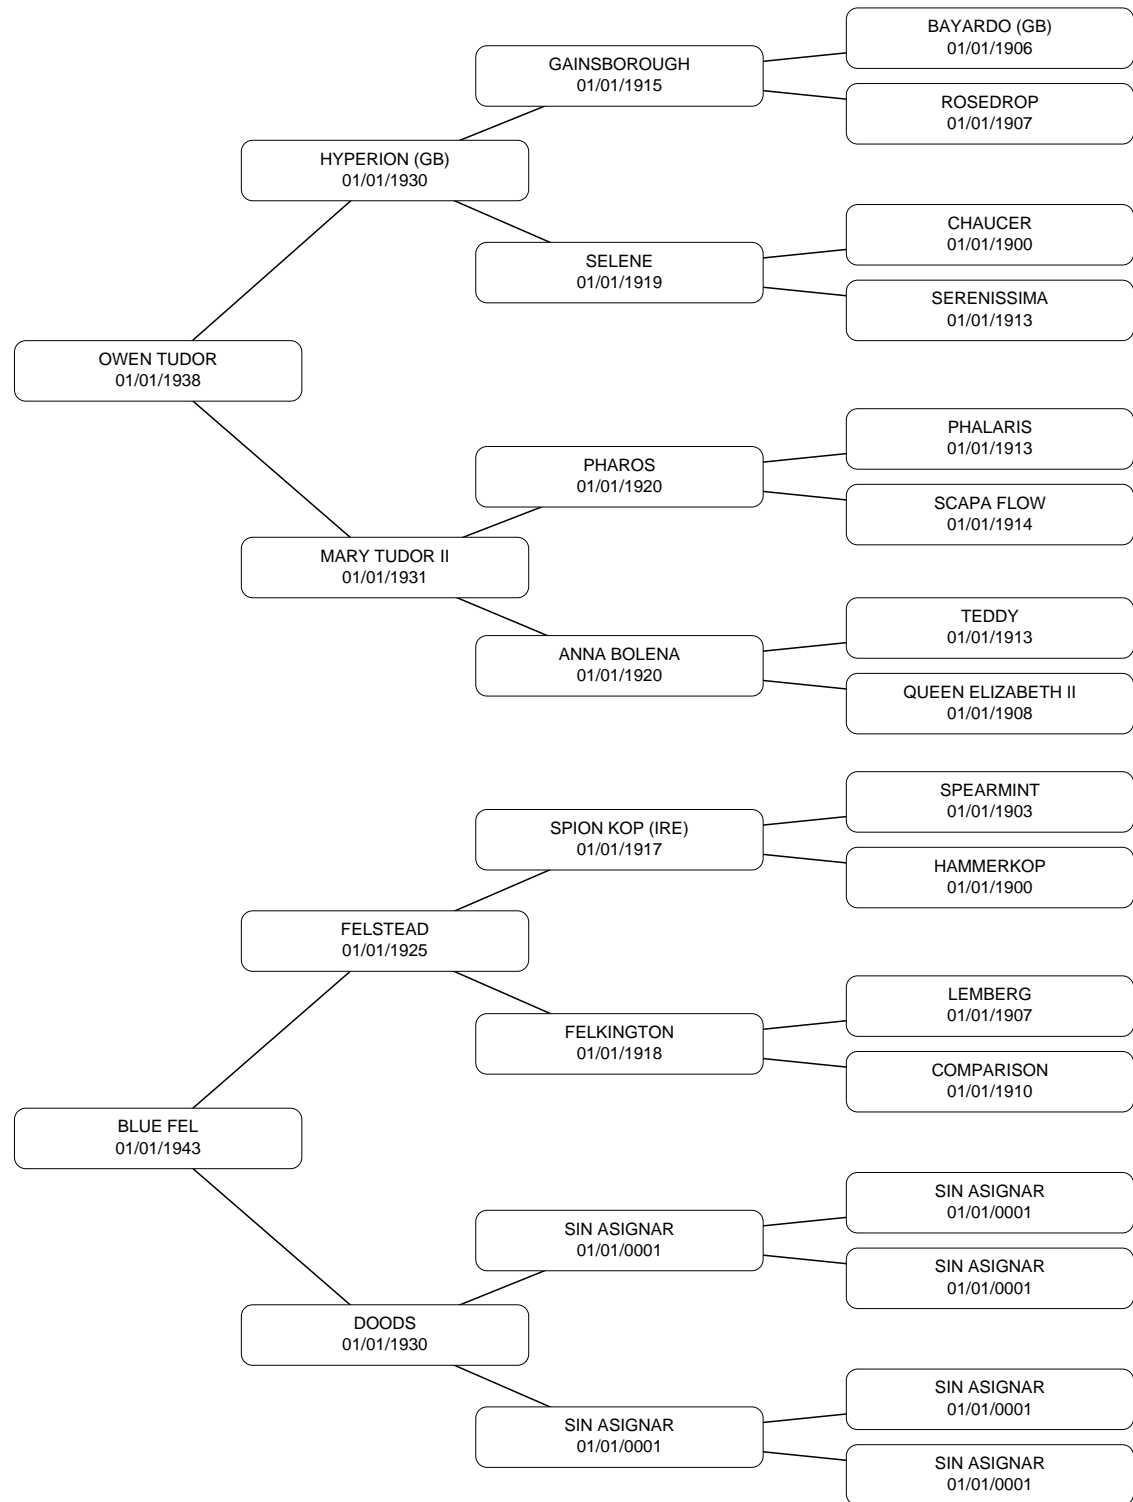 BAYARDO (GB)
01/01/1906
GAINSBOROUGH
01/01/1915
ROSEDROP
01/01/1907
HYPERION (GB)
01/01/1930
CHAUCER
01/01/1900
SELENE
01/01/1919
SERENISSIMA
01/01/1913
OWEN TUDOR
01/01/1938
PHALARIS
01/01/1913
PHAROS
01/01/1920
SCAPA FLOW
01/01/1914
MARY TUDOR II
01/01/1931
TEDDY
01/01/1913
ANNA BOLENA
01/01/1920
QUEEN ELIZABETH II
01/01/1908
SPEARMINT
01/01/1903
SPION KOP (IRE)
01/01/1917
HAMMERKOP
01/01/1900
FELSTEAD
01/01/1925
LEMBERG
01/01/1907
FELKINGTON
01/01/1918
COMPARISON
01/01/1910
BLUE FEL
01/01/1943
SIN ASIGNAR
01/01/0001
SIN ASIGNAR
01/01/0001
SIN ASIGNAR
01/01/0001
DOODS
01/01/1930
SIN ASIGNAR
01/01/0001
SIN ASIGNAR
01/01/0001
SIN ASIGNAR
01/01/0001